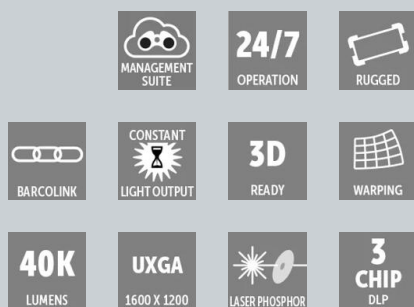 MANAGEMENT
SUITE
24/7
OPERATION
RUGGED
BARCOLINK
CONSTANT
LIGHT OUTPUT
3D
READY
WARPING
40K
LUMENS
UXGA
1600 X 1200
LASER PHOSPHOR
3
CHIP
DLP